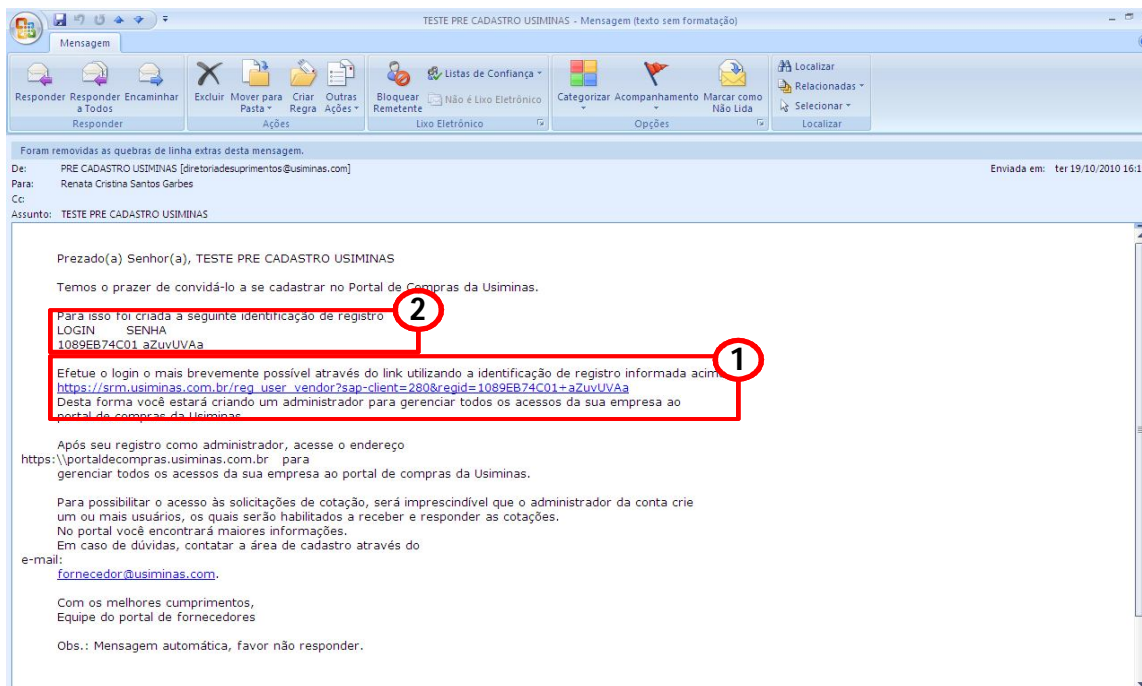 TESTE PRE CADASTRO USIMINAS - Mensagem (texto sem formatação)
Mensagem
Responder Responder a Todos Encaminhar
Excluir Mover para Pasta Criar Regra Outras Ações
Bloquear Remetente
Listas de Confiança
Não é Lixo Eletrônico
Categorizar Acompanhamento Marcar como Não Lida
Localizar
Relacionadas
Selecionar
Responder Ações Lixo Eletrônico Opções Localizar
Foram removidas as quebras de linha extras desta mensagem.
De: PRE CADASTRO USIMINAS [diretoriadesuprimentos@usiminas.com] Enviada em: ter 19/10/2010 16:1
Para: Renata Cristina Santos Garbes
Cc:
Assunto: TESTE PRE CADASTRO USIMINAS
Prezado(a) Senhor(a), TESTE PRE CADASTRO USIMINAS
Temos o prazer de convidá-lo a se cadastrar no Portal de Compras da Usiminas.
2
Para isso foi criada a seguinte identificação de registro
LOGIN SENHA
1089EB74C01 aZuvUVAa
1
Efetue o login o mais brevemente possível através do link utilizando a identificação de registro informada acim
https://srm.usiminas.com.br/reg_user_vendor?sap-client=280&regid=1089EB74C01+aZuvUVAa
Desta forma você estará criando um administrador para gerenciar todos os acessos da sua empresa ao
portal de compras da Usiminas
Após seu registro como administrador, acesse o endereço
https:\\portaldecompras.usiminas.com.br para
gerenciar todos os acessos da sua empresa ao portal de compras da Usiminas.
Para possibilitar o acesso às solicitações de cotação, será imprescindível que o administrador da conta crie
um ou mais usuários, os quais serão habilitados a receber e responder as cotações.
No portal você encontrará maiores informações.
Em caso de dúvidas, contatar a área de cadastro através do
e-mail:
fornecedor@usiminas.com.
Com os melhores cumprimentos,
Equipe do portal de fornecedores
Obs.: Mensagem automática, favor não responder.